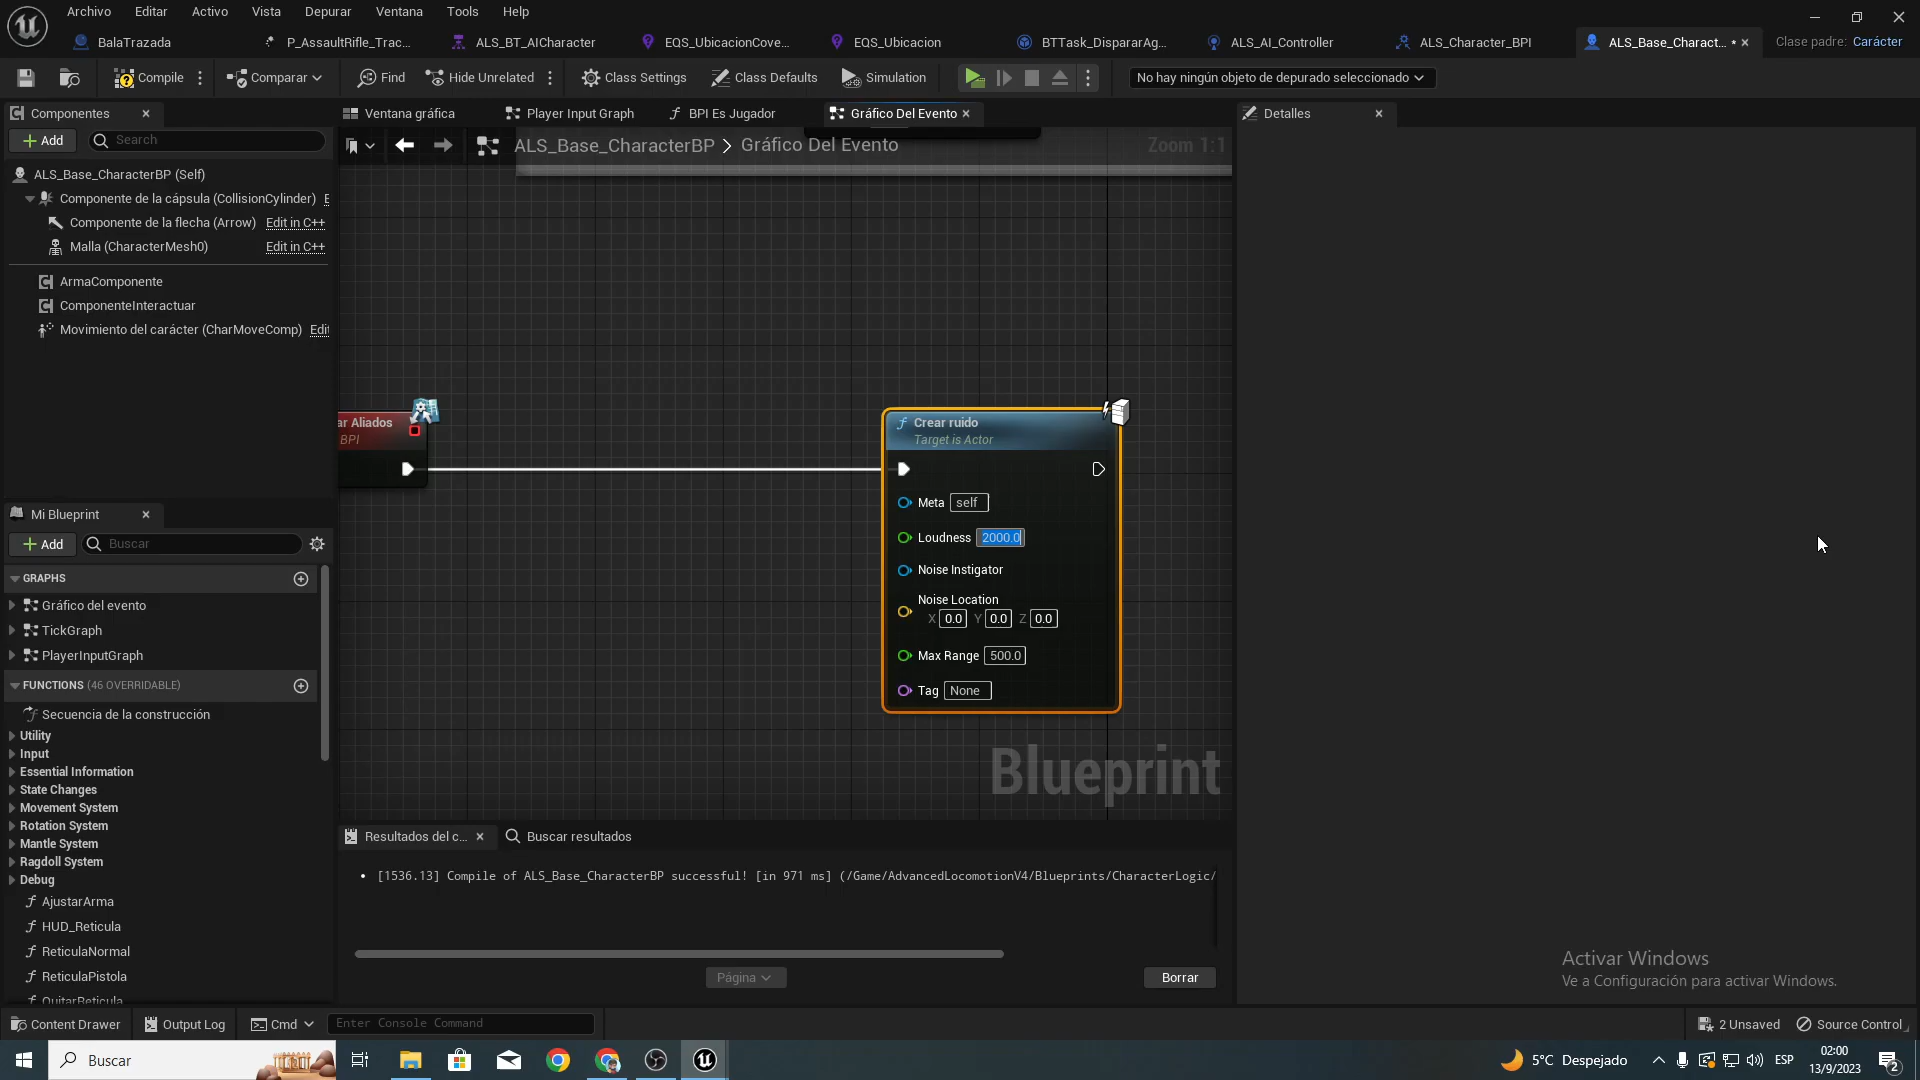 Archivo Editar Activo Vista Depurar Ventana Tools Help
BalaTrazada P_AssaultRifle_Trac... ALS_BT_AICharacter EQS_UbicacionCove... EQS_Ubicacion BTTask_DispararAg... ALS_AI_Controller ALS_Character_BPI ALS_Base_Charact... • Clase padre: Carácter
Compile Comparar Find Hide Unrelated Class Settings Class Defaults Simulation No hay ningún objeto de depurado seleccionado
Componentes Ventana gráfica Player Input Graph BPI Es Jugador Gráfico Del Evento Detalles
Add Search
ALS_Base_CharacterBP > Gráfico Del Evento Zoom 1:1
ALS_Base_CharacterBP (Self)
Componente de la cápsula (CollisionCylinder) E
Componente de la flecha (Arrow) Edit in C++
Malla (CharacterMesh0) Edit in C++
ArmaComponente
ComponenteInteractuar
Movimiento del carácter (CharMoveComp) Edit
ar Aliados
BPI
Crear ruido
Target is Actor
Meta self
Loudness 2000.0
Noise Instigator
Noise Location
X 0.0 Y 0.0 Z 0.0
Max Range 500.0
Tag None
Blueprint
Mi Blueprint
Add Buscar
GRAPHS
Gráfico del evento
TickGraph
PlayerInputGraph
FUNCTIONS (46 OVERRIDABLE)
Secuencia de la construcción
Utility
Input
Essential Information
State Changes
Movement System
Rotation System
Mantle System
Ragdoll System
Debug
AjustarArma
HUD_Reticula
ReticulaNormal
ReticulaPistola
QuitarReticula
Resultados del c... Buscar resultados
• [1536.13] Compile of ALS_Base_CharacterBP successful! [in 971 ms] (/Game/AdvancedLocomotionV4/Blueprints/CharacterLogic/
Página Borrar
Activar Windows
Ve a Configuración para activar Windows.
Content Drawer Output Log Cmd Enter Console Command 2 Unsaved Source Control
Buscar 5°C Despejado ESP 02:00
13/9/2023 2